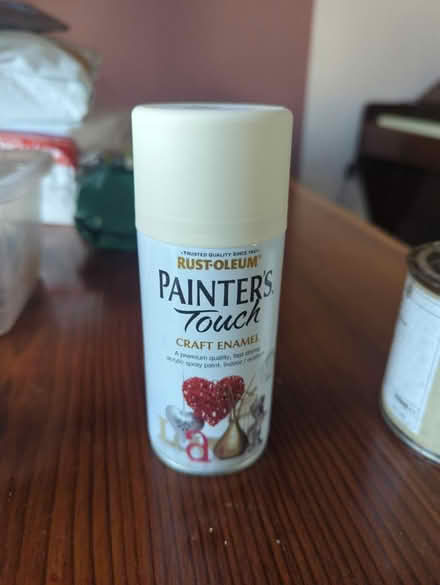 TRUSTED QUALITY SINCE 1921
RUST-OLEUM
PAINTER'S
Touch
CRAFT ENAMEL
A premium quality, fast drying
acrylic spray paint. Indoor / outdoor
a